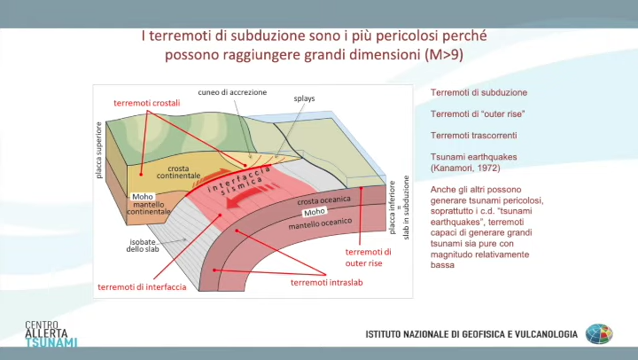 I terremoti di subduzione sono i più pericolosi perché
possono raggiungere grandi dimensioni (M>9)
cuneo di accrezione
splays
terremoti crostali
placca superiore
crosta
continentale
interfaccia
sismica
Moho
mantello
continentale
crosta oceanica
Moho
mantello oceanico
placca inferiore
=
slab in subduzione
isobate
dello slab
terremoti di
outer rise
terremoti di interfaccia
terremoti intraslab
Terremoti di subduzione
Terremoti di “outer rise”
Terremoti trascorrenti
Tsunami earthquakes
(Kanamori, 1972)
Anche gli altri possono
generare tsunami pericolosi,
soprattutto i c.d. “tsunami
earthquakes”, terremoti
capaci di generare grandi
tsunami sia pure con
magnitudo relativamente
bassa
CENTRO
ALLERTA
TSUNAMI
ISTITUTO NAZIONALE DI GEOFISICA E VULCANOLOGIA